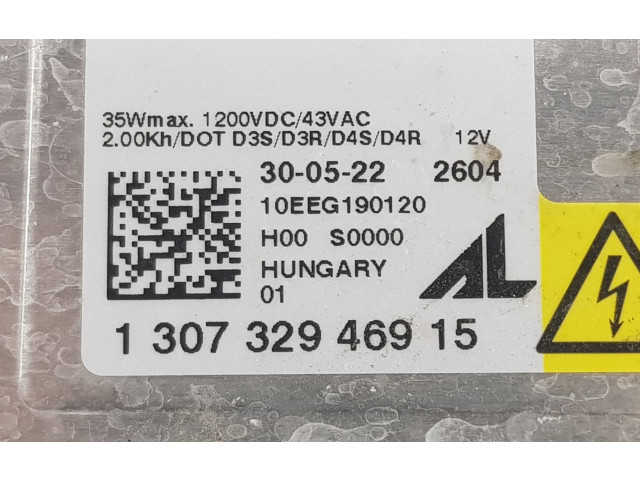 35Wmax. 1200VDC/43VAC
2.00Kh/DOT D3S/D3R/D4S/D4R 12V
30-05-22 2604
10EEG190120
H00 S0000
HUNGARY
01
AL
1 307 329 469 15